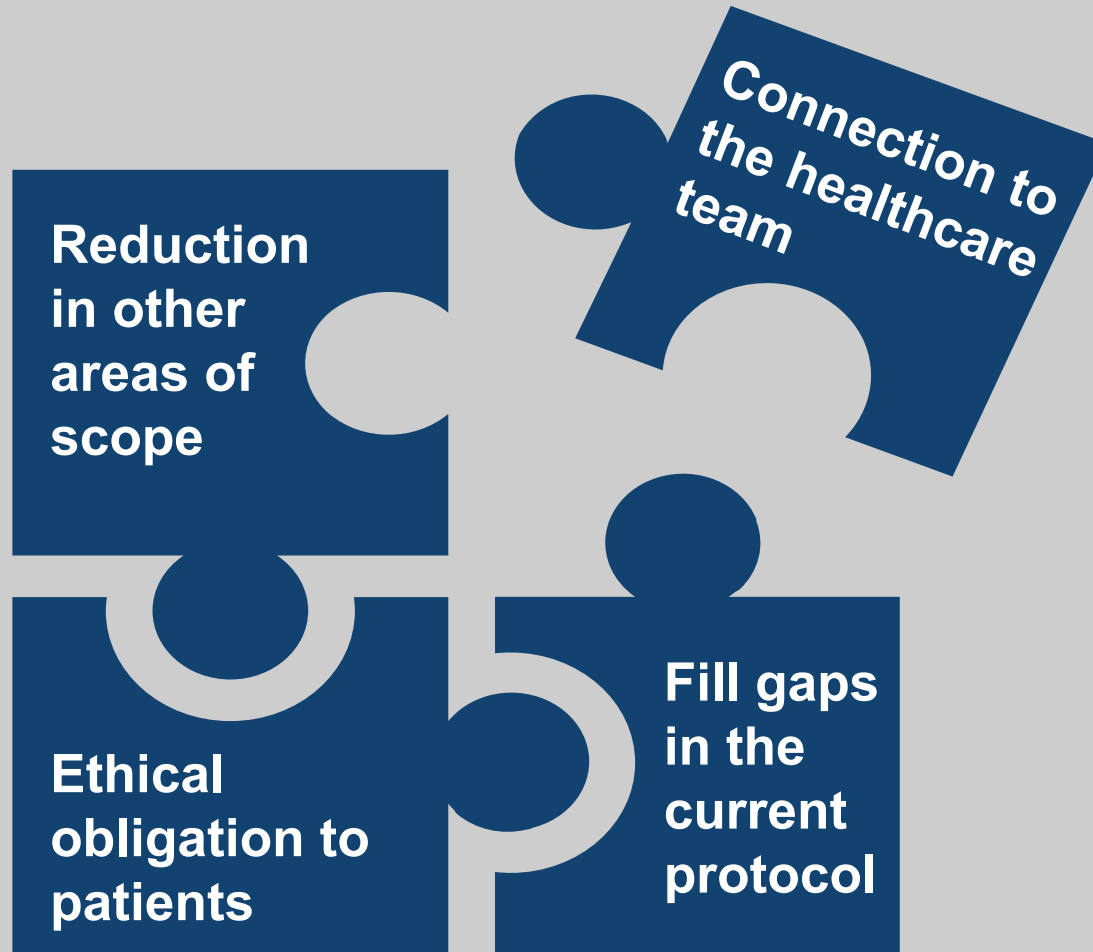 Reduction
in other
areas of
scope
Connection to
the healthcare
team
Ethical
obligation to
patients
Fill gaps
in the
current
protocol